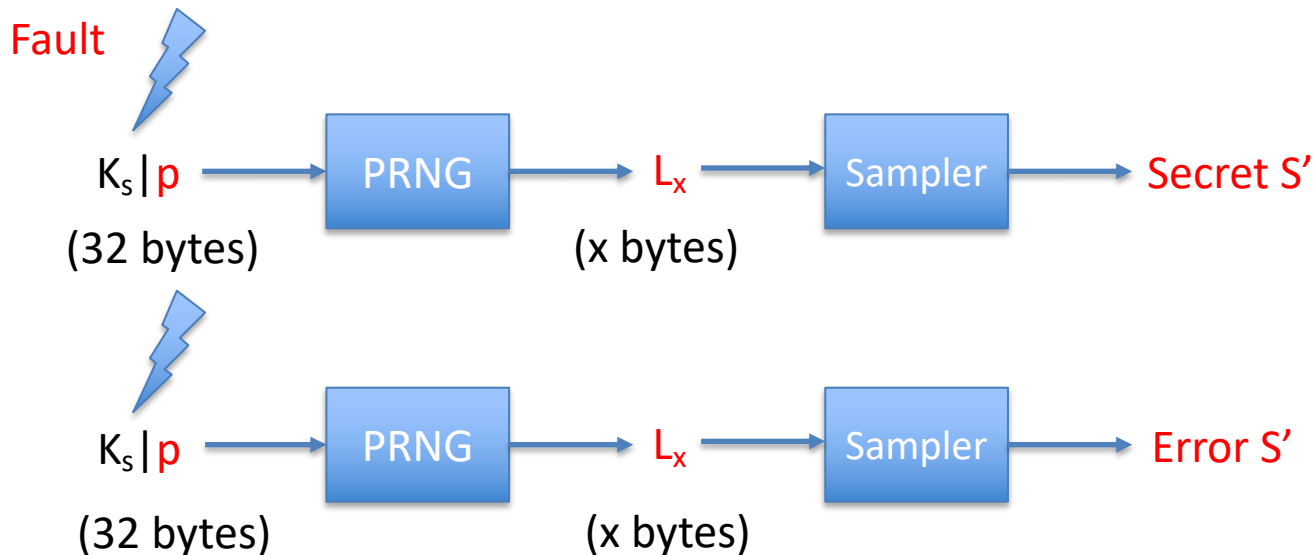 Fault
Kₛ|p PRNG Lₓ Sampler Secret S’
(32 bytes) (x bytes)
Kₛ|p PRNG Lₓ Sampler Error S’
(32 bytes) (x bytes)